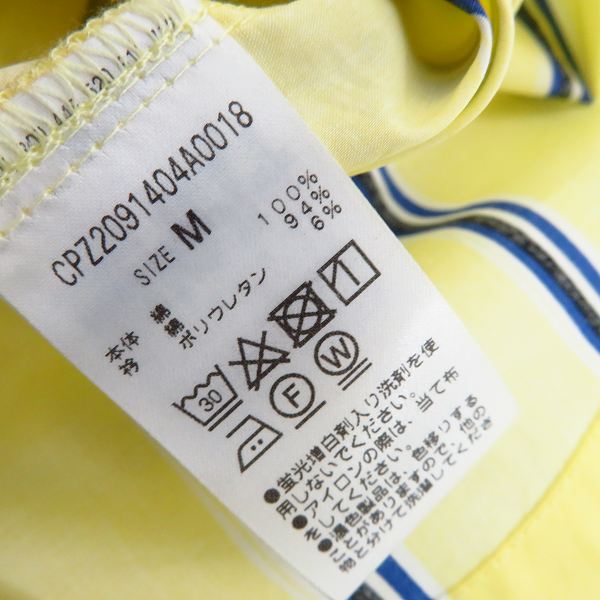 CPZ2091404A0018
SIZE M
本体 綿 100%
衿 綿 94%
ポリウレタン 6%
30
F W
●蛍光増白剤入り洗剤を使
用しないでください。
●アイロンの際は、当て布
をしてください。
●濃色製品は、色移りする
ことがありますので、他の
物と分けて洗濯してくださ